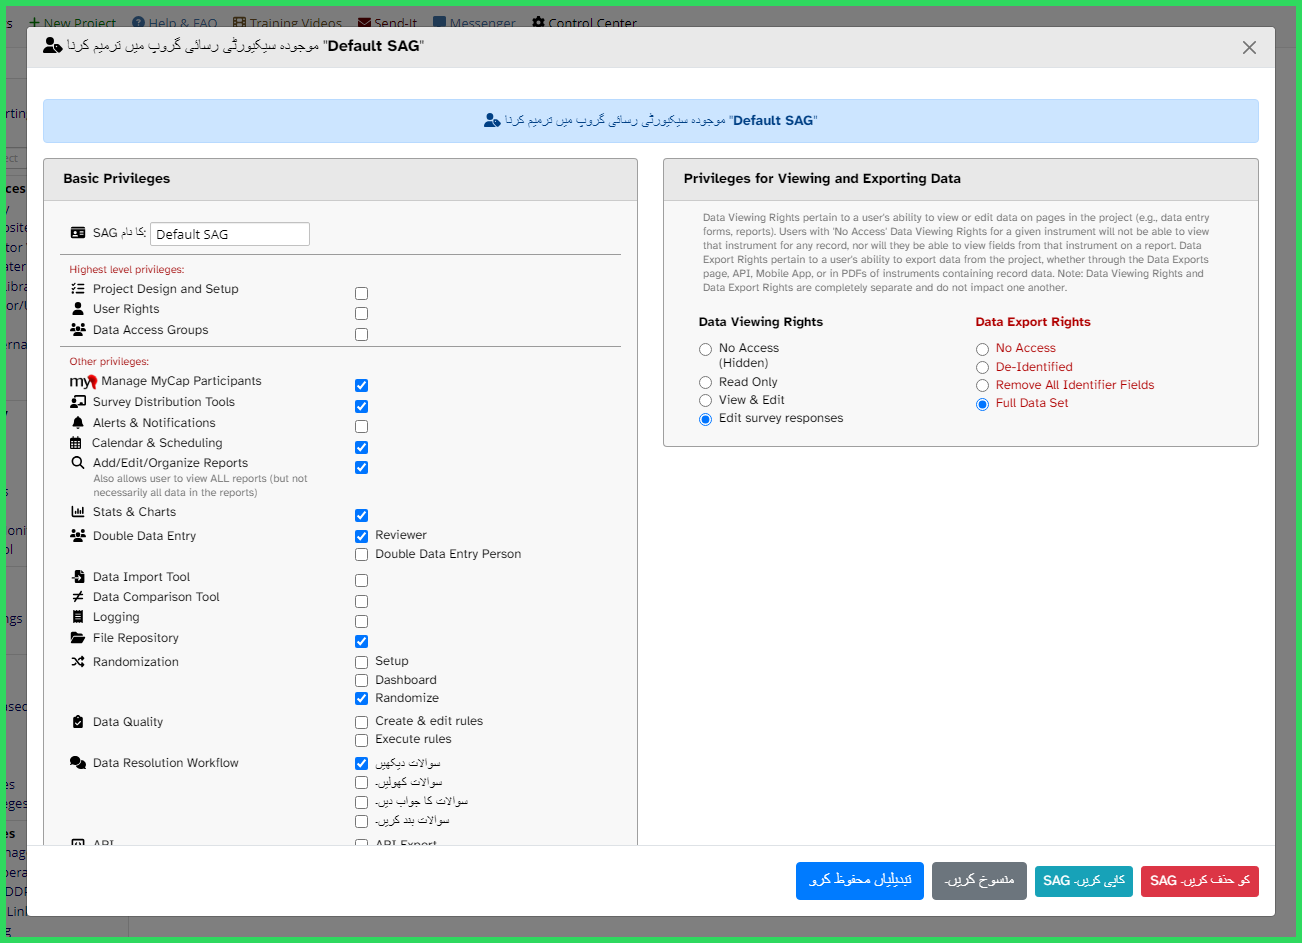 New Project Help & FAQ Training Videos Send-It Messenger Control Center
موجودہ سیکیورٹی رسائی گروپ میں ترمیم کرنا "Default SAG"
موجودہ سیکیورٹی رسائی گروپ میں ترمیم کرنا "Default SAG"
Basic Privileges
SAG کا نام: Default SAG
Highest level privileges:
Project Design and Setup
User Rights
Data Access Groups
Other privileges:
my Manage MyCap Participants
Survey Distribution Tools
Alerts & Notifications
Calendar & Scheduling
Add/Edit/Organize Reports
Also allows user to view ALL reports (but not
necessarily all data in the reports)
Stats & Charts
Double Data Entry Reviewer
Double Data Entry Person
Data Import Tool
Data Comparison Tool
Logging
File Repository
Randomization Setup
Dashboard
Randomize
Data Quality Create & edit rules
Execute rules
Data Resolution Workflow سوالات دیکھیں
سوالات کھولیں۔
سوالات کا جواب دیں۔
سوالات بند کریں۔
API API Export
Privileges for Viewing and Exporting Data
Data Viewing Rights pertain to a user's ability to view or edit data on pages in the project (e.g., data entry
forms, reports). Users with 'No Access' Data Viewing Rights for a given instrument will not be able to view
that instrument for any record, nor will they be able to view fields from that instrument on a report. Data
Export Rights pertain to a user's ability to export data from the project, whether through the Data Exports
page, API, Mobile App, or in PDFs of instruments containing record data. Note: Data Viewing Rights and
Data Export Rights are completely separate and do not impact one another.
Data Viewing Rights
No Access
(Hidden)
Read Only
View & Edit
Edit survey responses
Data Export Rights
No Access
De-Identified
Remove All Identifier Fields
Full Data Set
تبدیلیاں محفوظ کرو
منسوخ کریں۔
SAG کاپی کریں۔
SAG کو حذف کریں۔